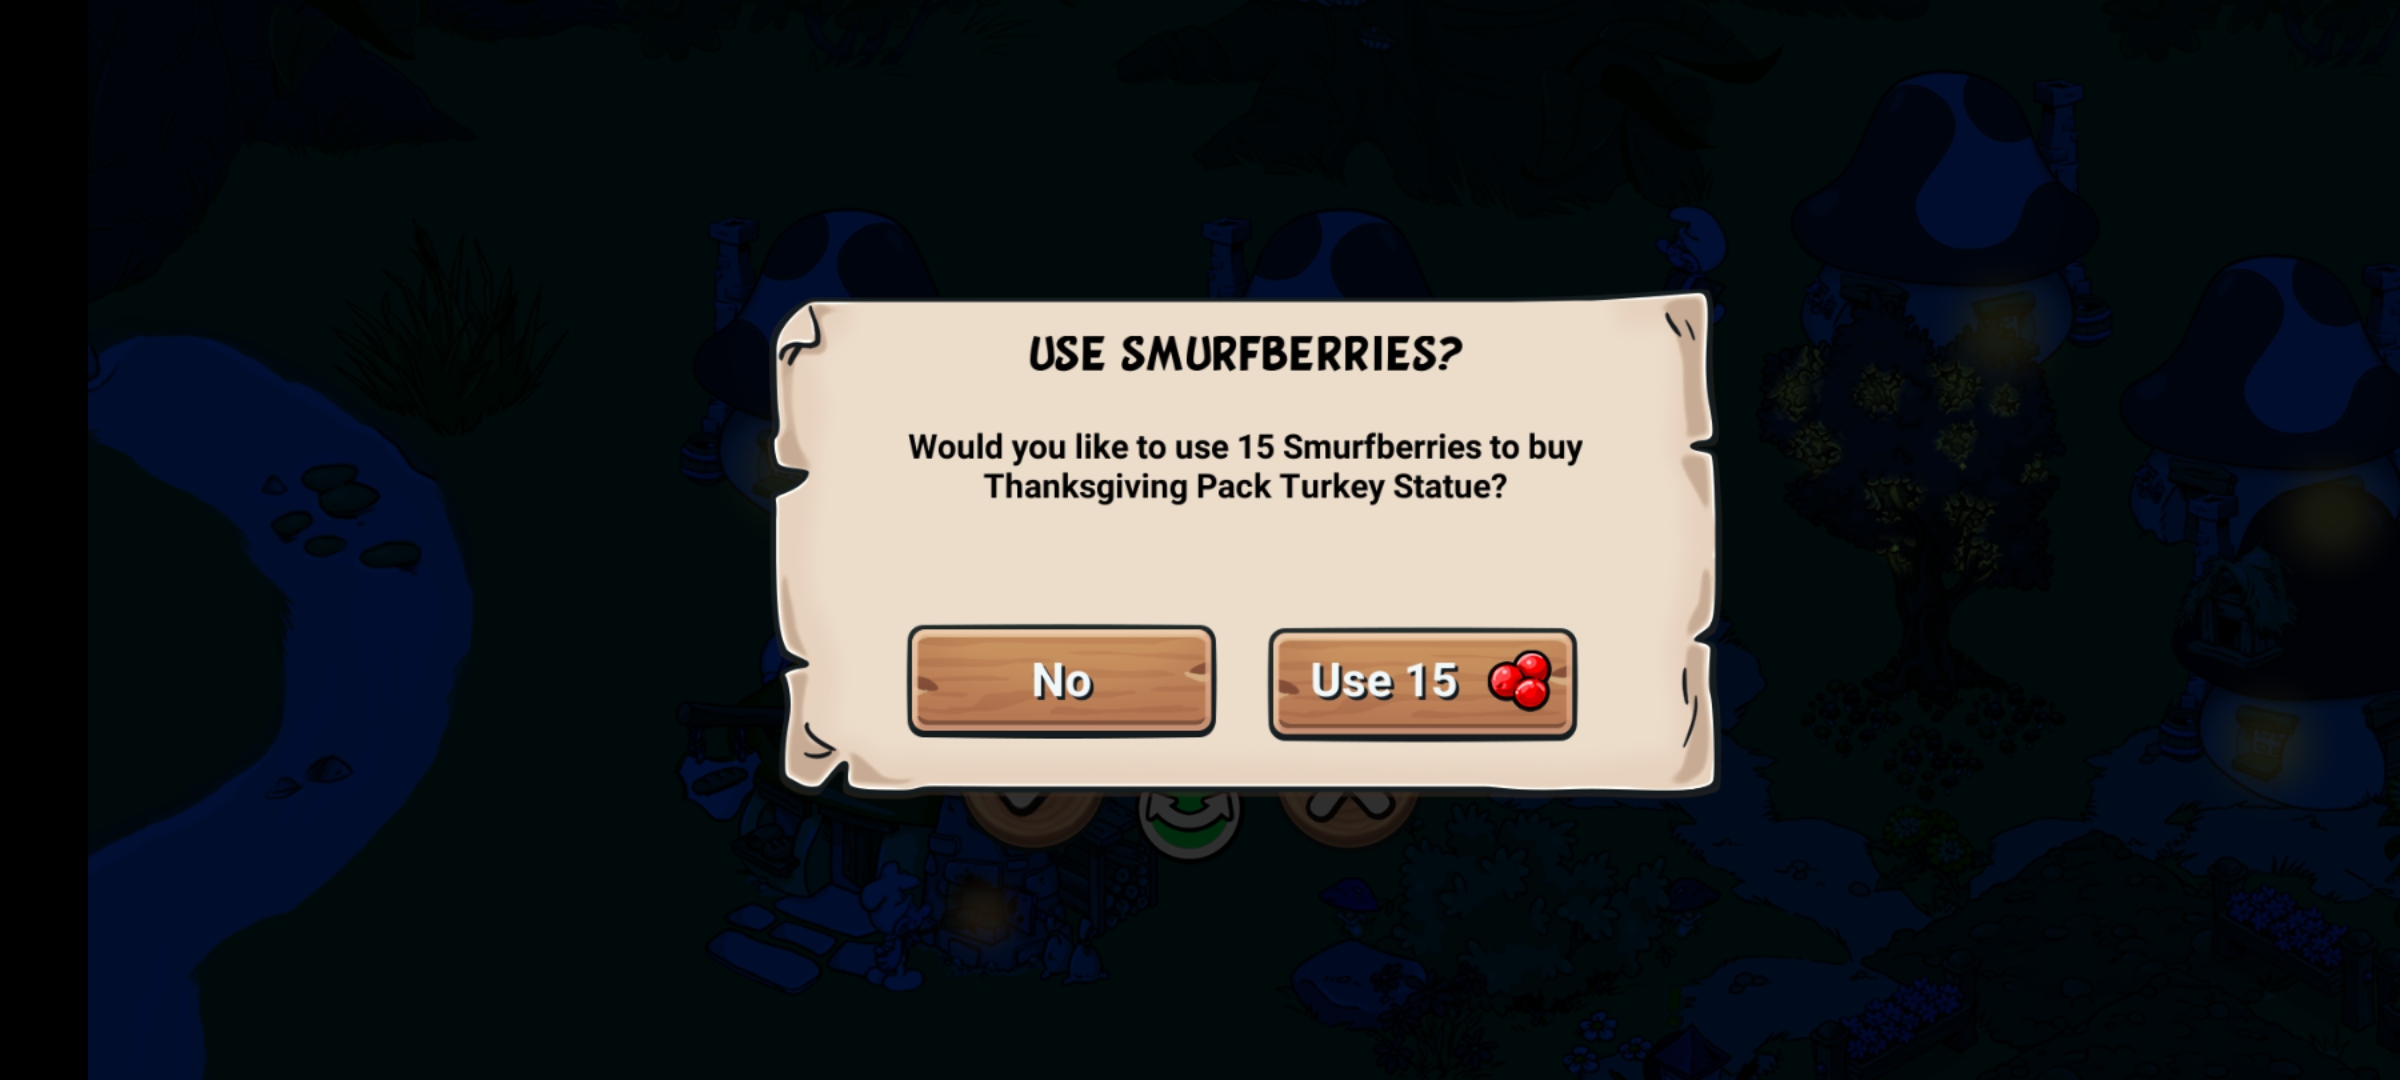 USE SMURFBERRIES?
Would you like to use 15 Smurfberries to buy
Thanksgiving Pack Turkey Statue?
No
Use 15